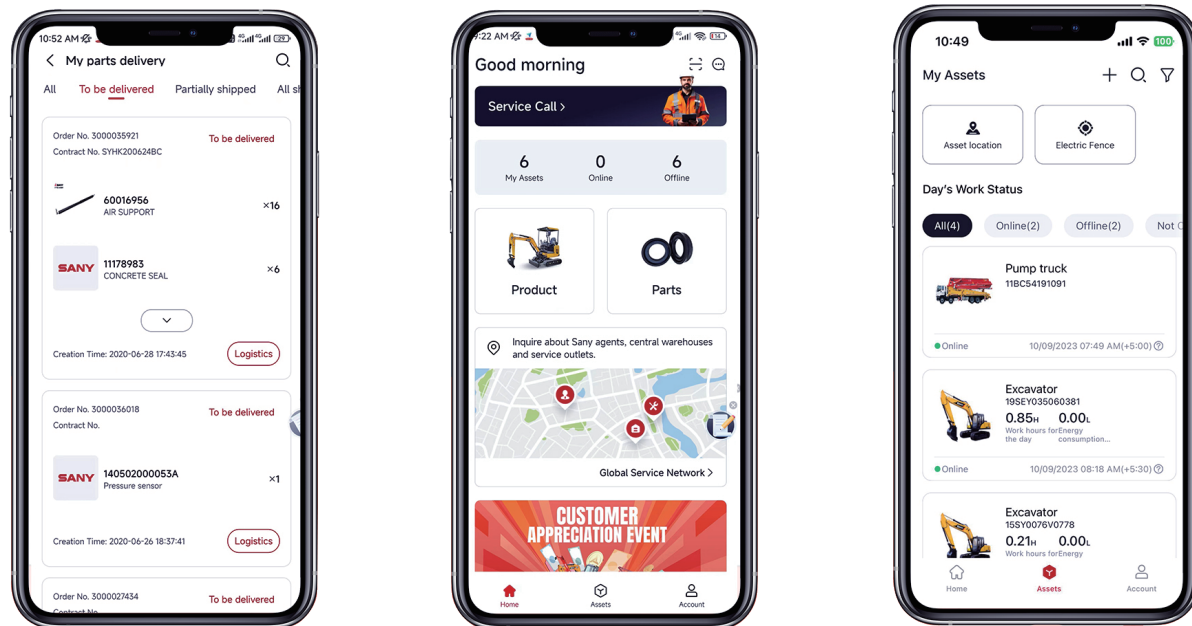 10:52 AM
My parts delivery
All To be delivered Partially shipped All
Order No. 3000035921
To be delivered
Contract No. SYHK200624BC
60016956
AIR SUPPORT
×16
SANY
11178983
CONCRETE SEAL
×6
Creation Time: 2020-06-28 17:43:45
Logistics
Order No. 3000036018
To be delivered
Contract No.
SANY
140502000053A
Pressure sensor
×1
Creation Time: 2020-06-26 18:37:41
Logistics
Order No. 3000027434
To be delivered
Contract No.
:22 AM
Good morning
Service Call >
6 0 6
My Assets Online Offline
Product Parts
Inquire about Sany agents, central warehouses
and service outlets.
Global Service Network >
CUSTOMER
APPRECIATION EVENT
Home Assets Account
10:49
100
My Assets
Asset location Electric Fence
Day's Work Status
All(4) Online(2) Offline(2) Not
Pump truck
11BC54191091
Online 10/09/2023 07:49 AM(+5:00)
Excavator
19SEY035060381
0.85H 0.00L
Work hours for Energy
the day consumption...
Online 10/09/2023 08:18 AM(+5:30)
Excavator
15SY0076V0778
0.21H 0.00L
Work hours for Energy
Home Assets Account